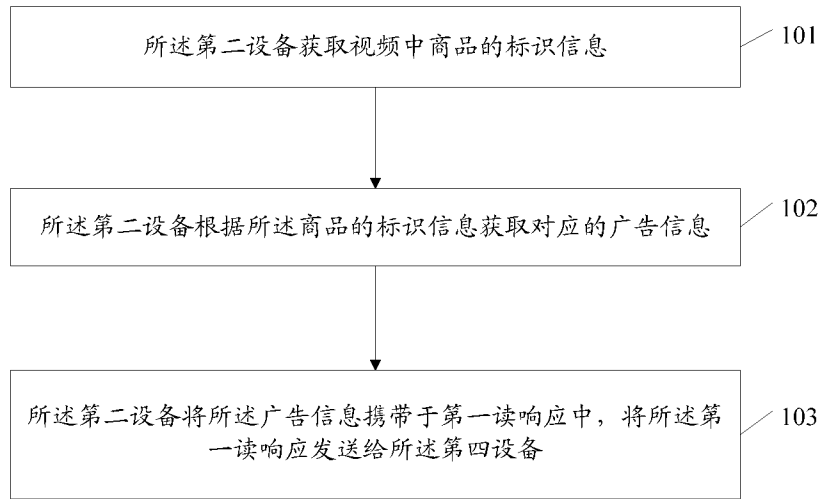 所述第二设备获取视频中商品的标识信息
101
所述第二设备根据所述商品的标识信息获取对应的广告信息
102
所述第二设备将所述广告信息携带于第一读响应中，将所述第
一读响应发送给所述第四设备
103